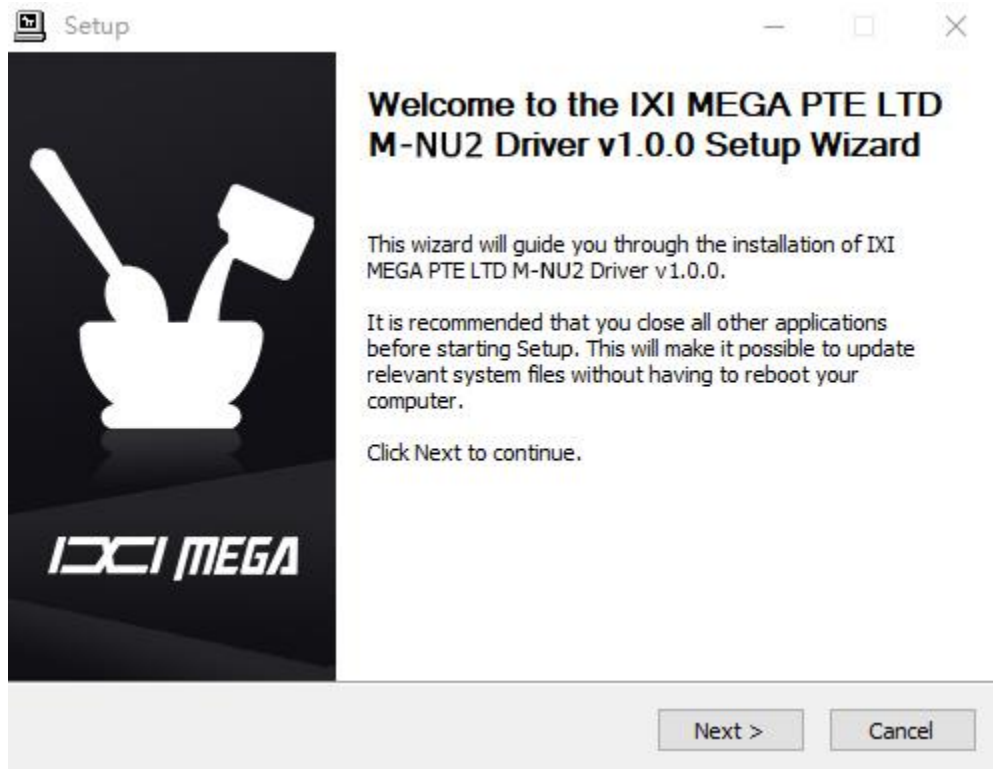 Setup
Welcome to the IXI MEGA PTE LTD
M-NU2 Driver v1.0.0 Setup Wizard
This wizard will guide you through the installation of IXI
MEGA PTE LTD M-NU2 Driver v1.0.0.
It is recommended that you close all other applications
before starting Setup. This will make it possible to update
relevant system files without having to reboot your
computer.
Click Next to continue.
IXI MEGA
Next >
Cancel